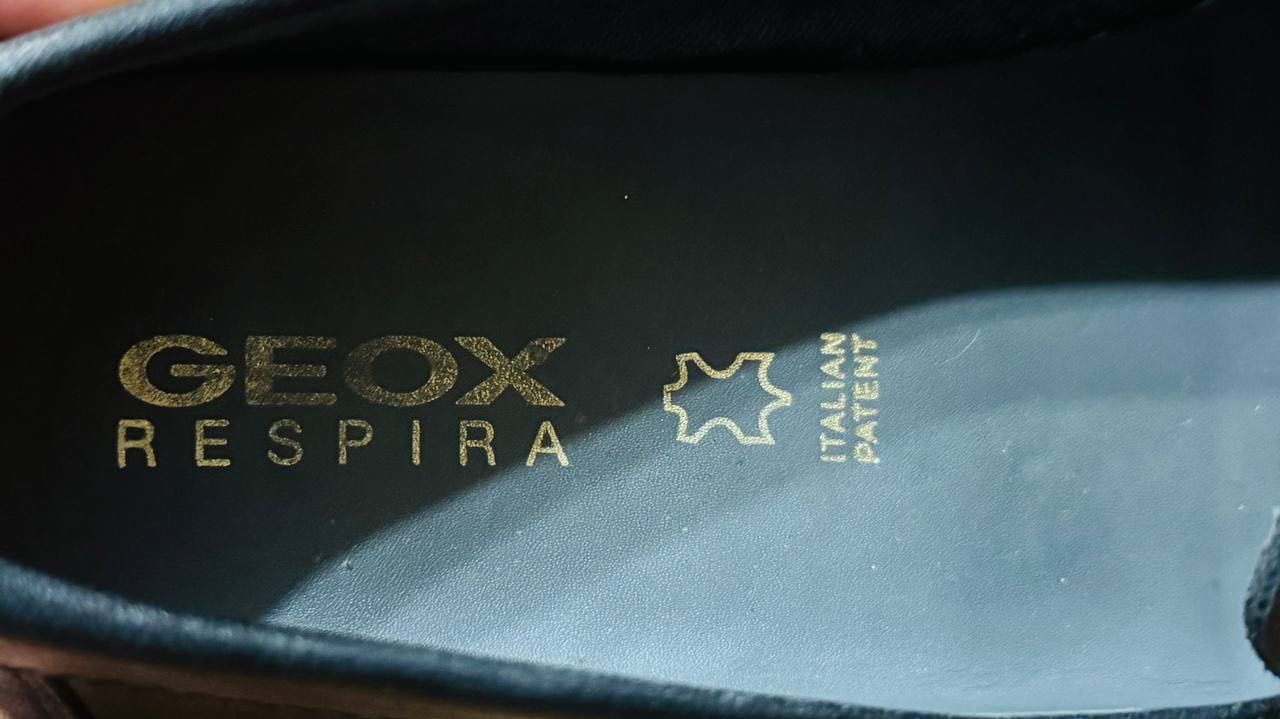 GEOX
RESPIRA
ITALIAN
PATENT